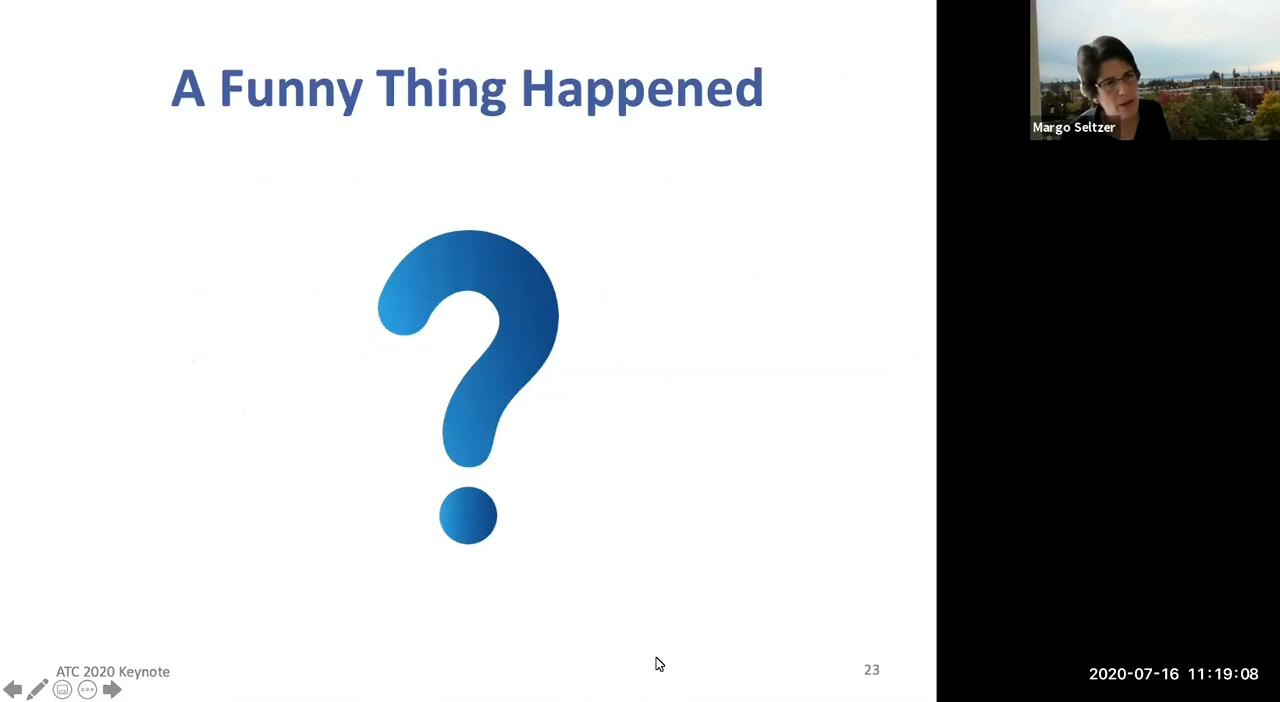 A Funny Thing Happened
?
Margo Seltzer
ATC 2020 Keynote
23
2020-07-16 11:19:08